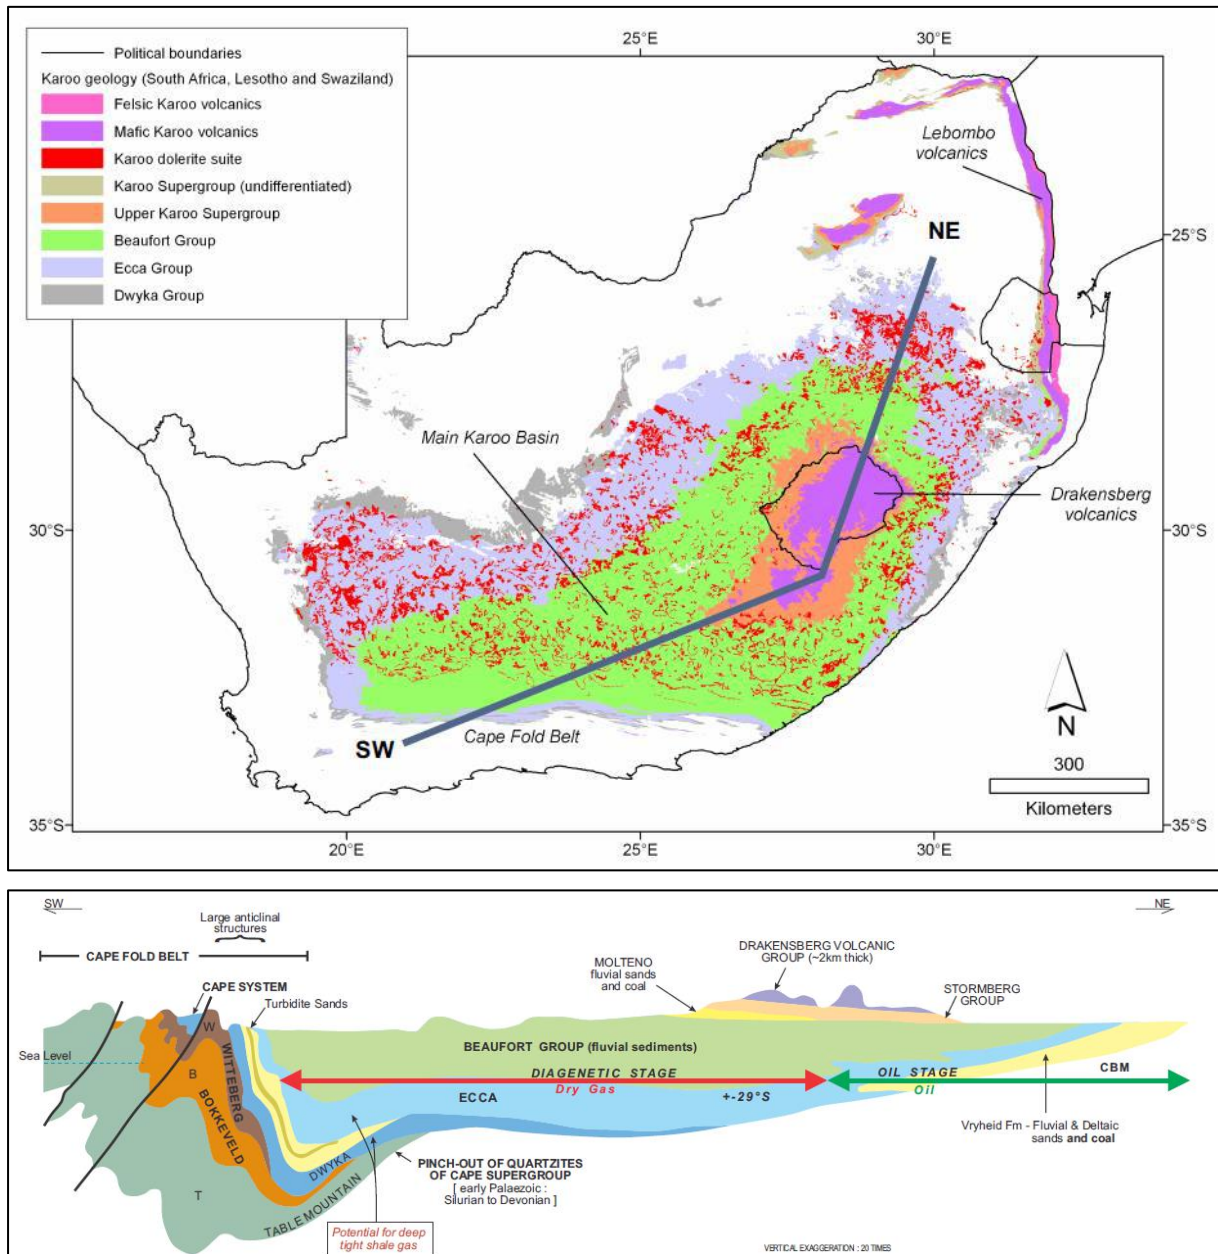 Political boundaries
Karoo geology (South Africa, Lesotho and Swaziland)
Felsic Karoo volcanics
Mafic Karoo volcanics
Karoo dolerite suite
Karoo Supergroup (undifferentiated)
Upper Karoo Supergroup
Beaufort Group
Ecca Group
Dwyka Group
25°E
30°E
Lebombo
volcanics
NE
25°S
Main Karoo Basin
Drakensberg
volcanics
30°S
30°S
SW
Cape Fold Belt
N
300
Kilometers
35°S
35°S
20°E
25°E
30°E
SW
NE
Large anticlinal
structures
CAPE FOLD BELT
CAPE SYSTEM
Turbidite Sands
MOLTENO
fluvial sands
and coal
DRAKENSBERG VOLCANIC
GROUP (~2km thick)
STORMBERG
GROUP
Sea Level
W
B
T
WITTEBERG
BOKKEVELD
BEAUFORT GROUP (fluvial sediments)
DIAGENETIC STAGE
Dry Gas
OIL STAGE
Oil
CBM
ECCA
+-29°S
DWYKA
TABLE MOUNTAIN
PINCH-OUT OF QUARTZITES
OF CAPE SUPERGROUP
[ early Palaezoic :
Silurian to Devonian ]
Vryheid Fm - Fluvial & Deltaic
sands and coal
Potential for deep
tight shale gas
VERTICAL EXAGGERATION : 20 TIMES